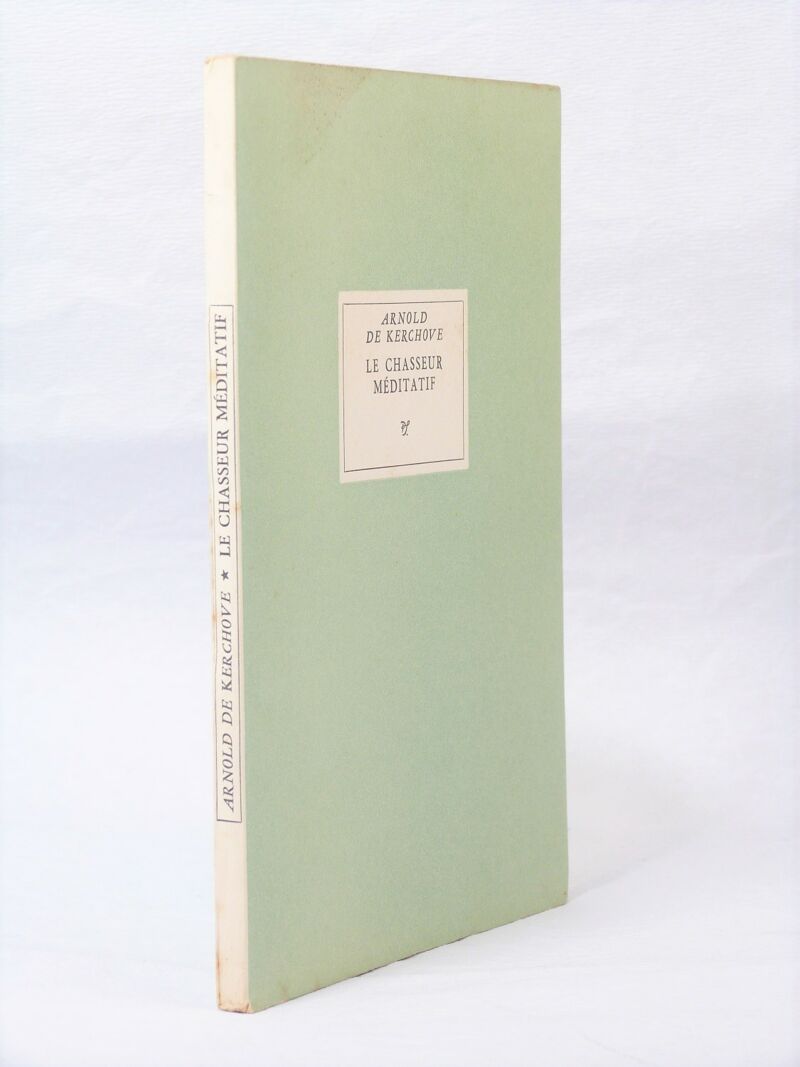 ARNOLD DE KERCHOVE ★ LE CHASSEUR MÉDITATIF
ARNOLD
DE KERCHOVE
LE CHASSEUR
MÉDITATIF